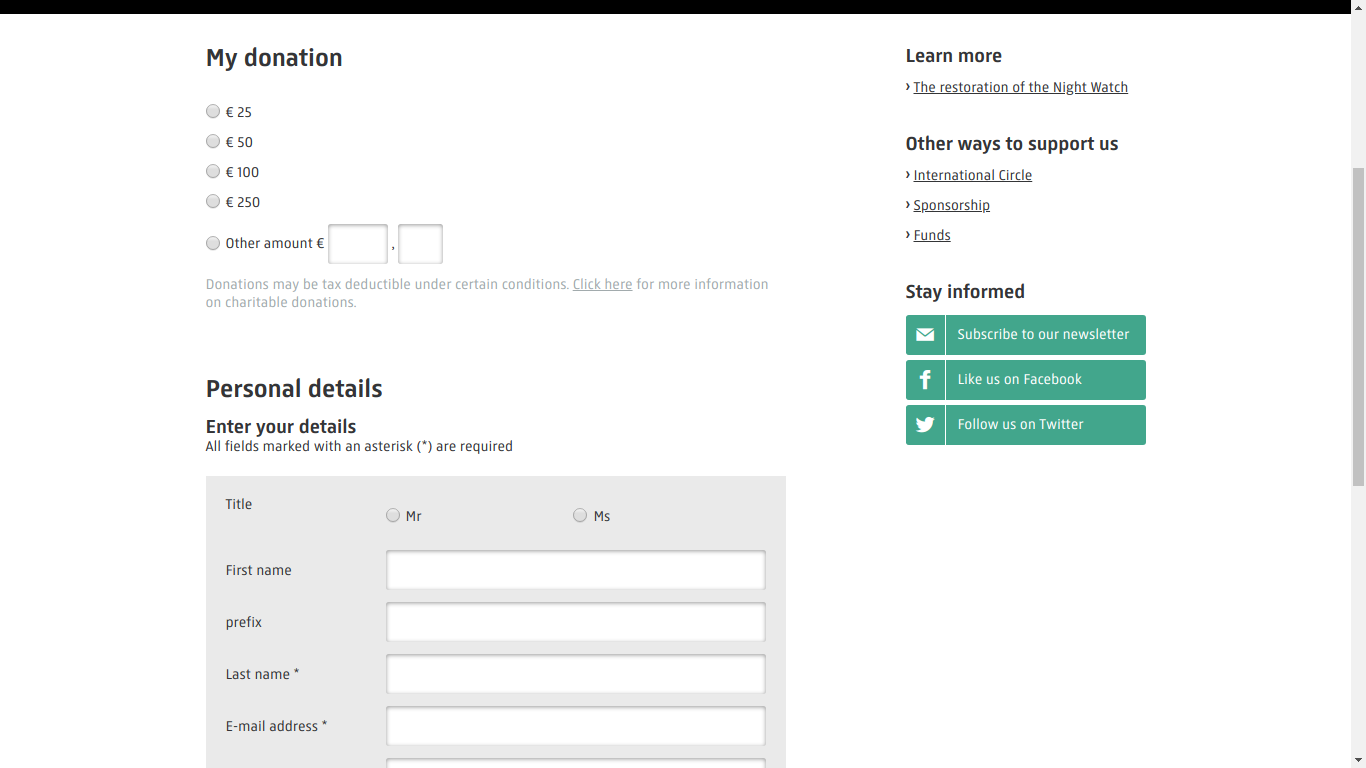 My donation
€ 25
€ 50
€ 100
€ 250
Other amount € ,
Donations may be tax deductible under certain conditions. Click here for more information
on charitable donations.
Personal details
Enter your details
All fields marked with an asterisk (*) are required
Title
Mr Ms
First name
prefix
Last name *
E-mail address *
Learn more
› The restoration of the Night Watch
Other ways to support us
› International Circle
› Sponsorship
› Funds
Stay informed
Subscribe to our newsletter
Like us on Facebook
Follow us on Twitter